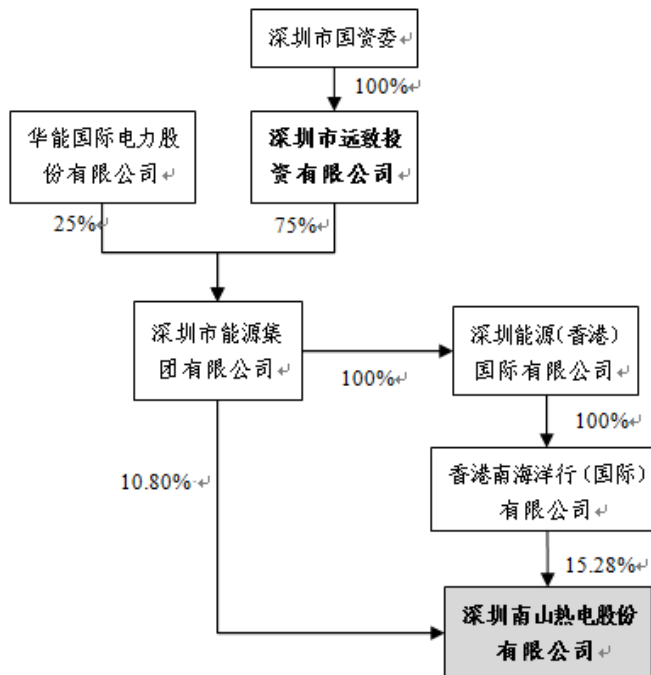 深圳市国资委
100%
华能国际电力股
份有限公司
深圳市远致投
资有限公司
25%
75%
深圳市能源集
团有限公司
深圳能源(香港)
国际有限公司
100%
100%
10.80%
香港南海洋行(国际)
有限公司
15.28%
深圳南山热电股份
有限公司